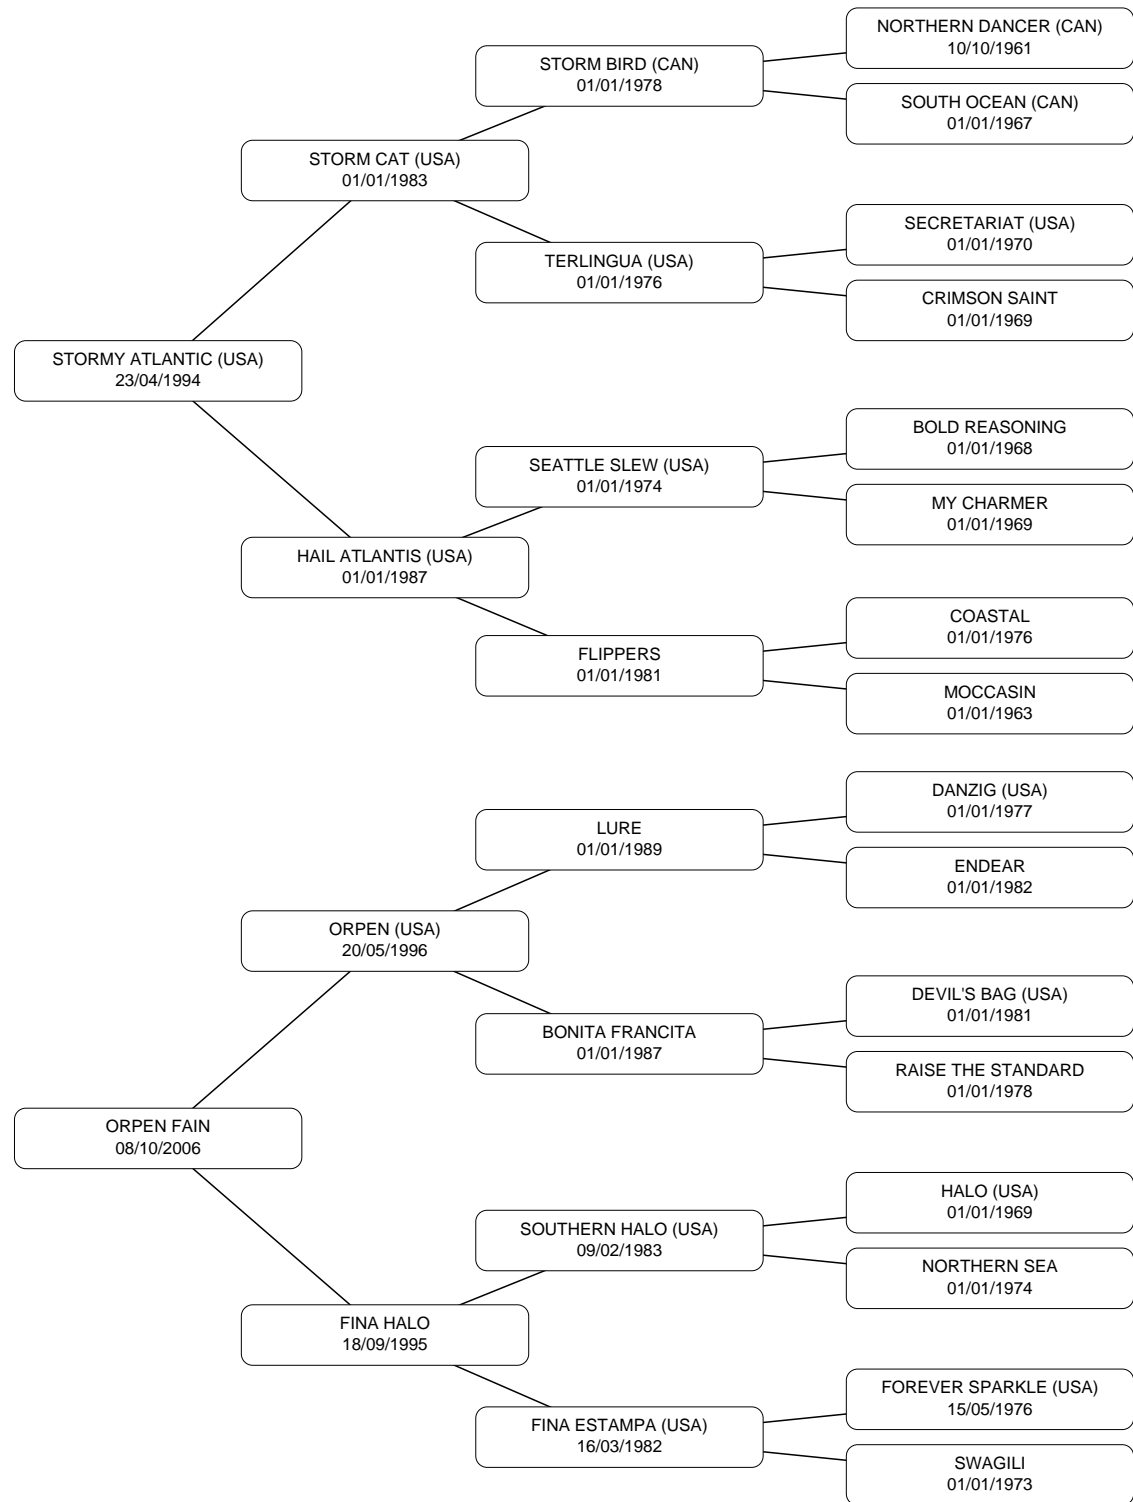 NORTHERN DANCER (CAN)
10/10/1961
STORM BIRD (CAN)
01/01/1978
SOUTH OCEAN (CAN)
01/01/1967
STORM CAT (USA)
01/01/1983
SECRETARIAT (USA)
01/01/1970
TERLINGUA (USA)
01/01/1976
CRIMSON SAINT
01/01/1969
STORMY ATLANTIC (USA)
23/04/1994
BOLD REASONING
01/01/1968
SEATTLE SLEW (USA)
01/01/1974
MY CHARMER
01/01/1969
HAIL ATLANTIS (USA)
01/01/1987
COASTAL
01/01/1976
FLIPPERS
01/01/1981
MOCCASIN
01/01/1963
DANZIG (USA)
01/01/1977
LURE
01/01/1989
ENDEAR
01/01/1982
ORPEN (USA)
20/05/1996
DEVIL'S BAG (USA)
01/01/1981
BONITA FRANCITA
01/01/1987
RAISE THE STANDARD
01/01/1978
ORPEN FAIN
08/10/2006
HALO (USA)
01/01/1969
SOUTHERN HALO (USA)
09/02/1983
NORTHERN SEA
01/01/1974
FINA HALO
18/09/1995
FOREVER SPARKLE (USA)
15/05/1976
FINA ESTAMPA (USA)
16/03/1982
SWAGILI
01/01/1973